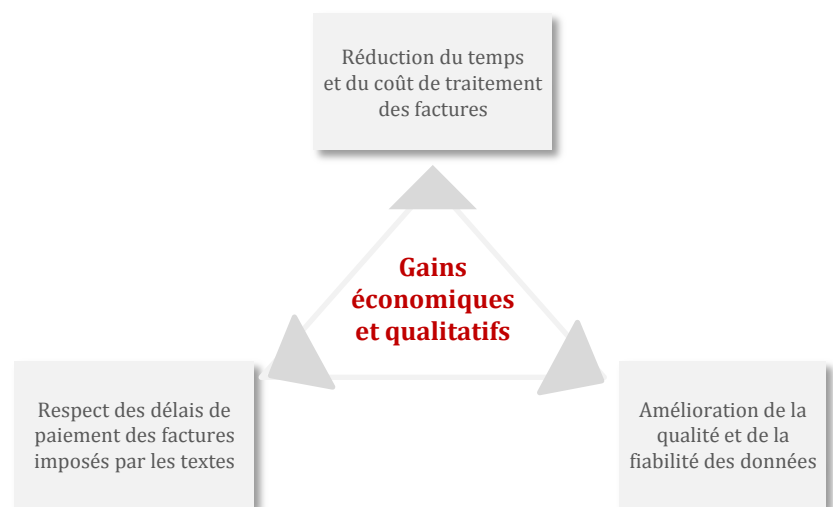 Réduction du temps
et du coût de traitement
des factures
Gains
économiques
et qualitatifs
Respect des délais de
paiement des factures
imposés par les textes
Amélioration de la
qualité et de la
fiabilité des données